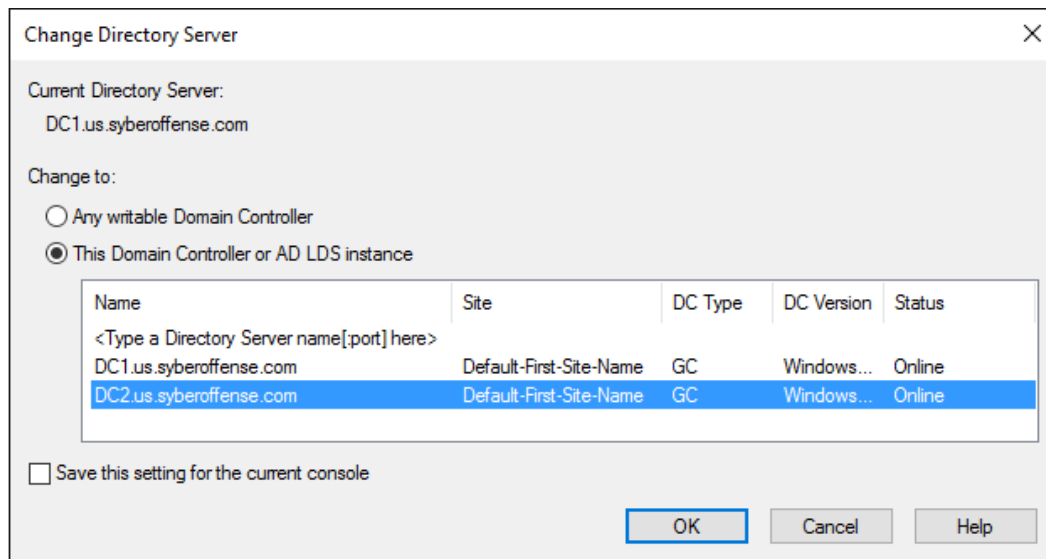 Change Directory Server
Current Directory Server:
DC1.us.syberoffense.com
Change to:
Any writable Domain Controller
This Domain Controller or AD LDS instance
Name Site DC Type DC Version Status
<Type a Directory Server name[:port] here>
DC1.us.syberoffense.com Default-First-Site-Name GC Windows... Online
DC2.us.syberoffense.com Default-First-Site-Name GC Windows... Online
Save this setting for the current console
OK Cancel Help